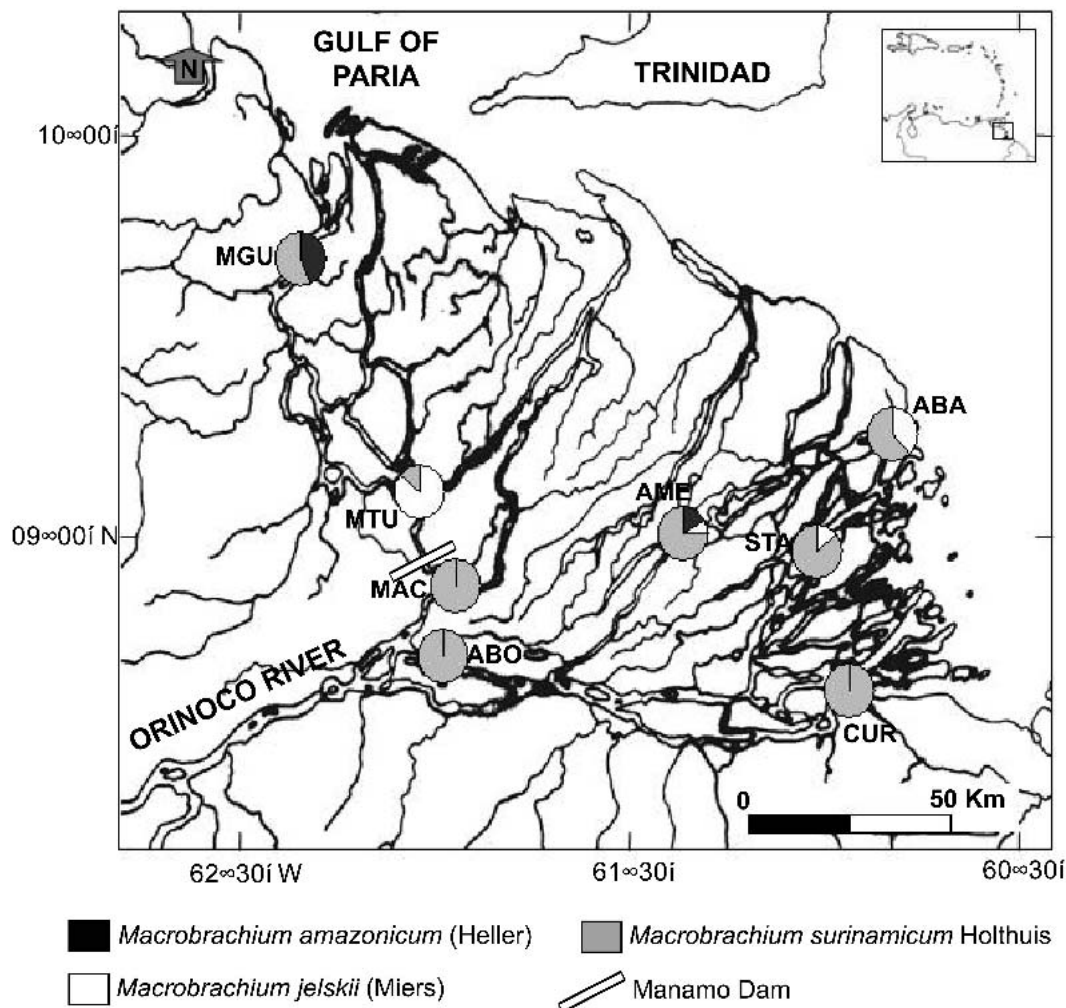 GULF OF
PARIA
TRINIDAD
N
10∞00í
MGU
ABA
AME
MTU
09∞00í N
STA
MAC
ABO
ORINOCO RIVER
CUR
0 50 Km
62∞30í W 61∞30í 60∞30í
Macrobrachium amazonicum (Heller) Macrobrachium surinamicum Holthuis
Macrobrachium jelskii (Miers) Manamo Dam